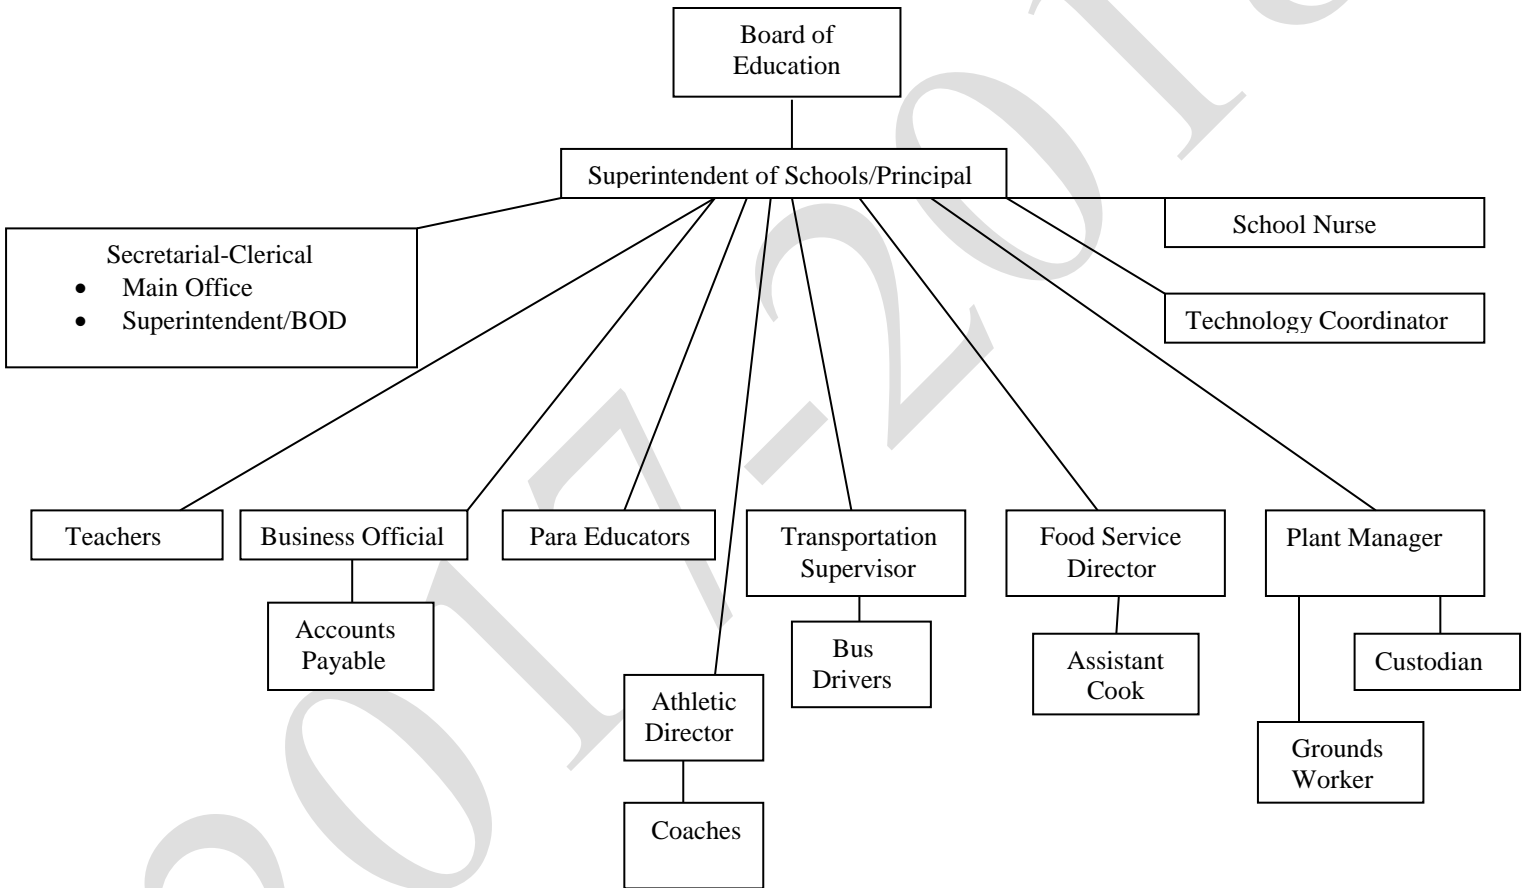 Board of
Education
Superintendent of Schools/Principal
School Nurse
Secretarial-Clerical
• Main Office
• Superintendent/BOD
Technology Coordinator
Teachers
Business Official
Para Educators
Transportation
Supervisor
Food Service
Director
Plant Manager
Accounts
Payable
Bus
Drivers
Assistant
Cook
Custodian
Athletic
Director
Grounds
Worker
Coaches
2017-201